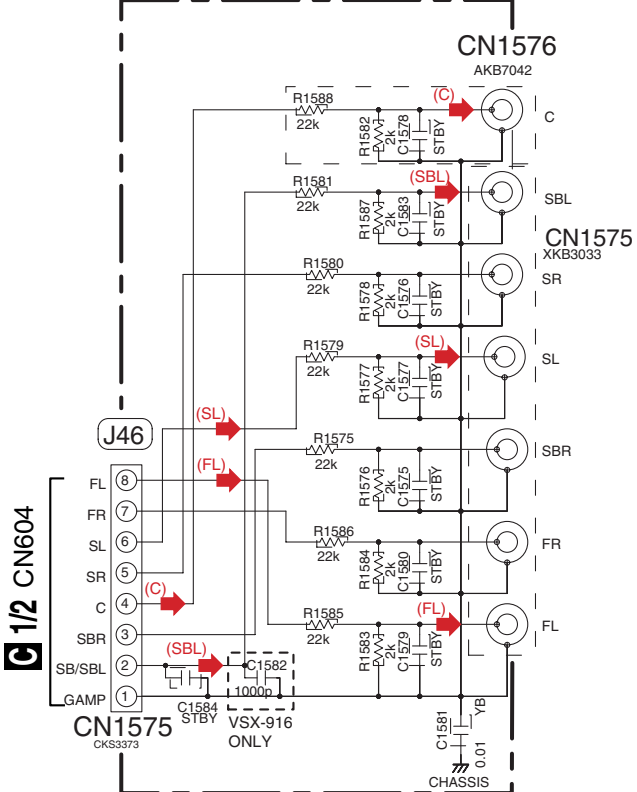 CN1576
AKB7042
R1588
22k
(C)
R1582
2k
C1578
STBY
C
R1581
22k
(SBL)
R1587
2k
C1583
STBY
SBL
CN1575
XKB3033
R1580
22k
R1578
2k
C1576
STBY
SR
R1579
22k
(SL)
R1577
2k
C1577
STBY
SL
(SL)
J46
R1575
22k
R1576
2k
C1575
STBY
SBR
(FL)
C 1/2 CN604
FL 8
FR 7
SL 6
SR 5
C 4
SBR 3
SB/SBL 2
GAMP 1
(C)
(SBL)
R1586
22k
R1584
2k
C1580
STBY
FR
R1585
22k
(FL)
R1583
2k
C1579
STBY
FL
C1582
1000p
C1584
STBY
VSX-916
ONLY
CN1575
CKS3373
C1581
YB
0.01
CHASSIS